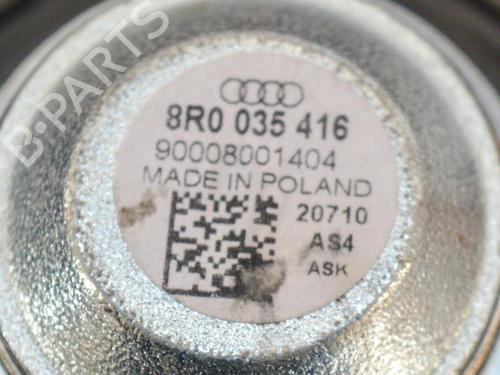 B-PARTS
8R0 035 416
90008001404
MADE IN POLAND
20710
AS4
ASK